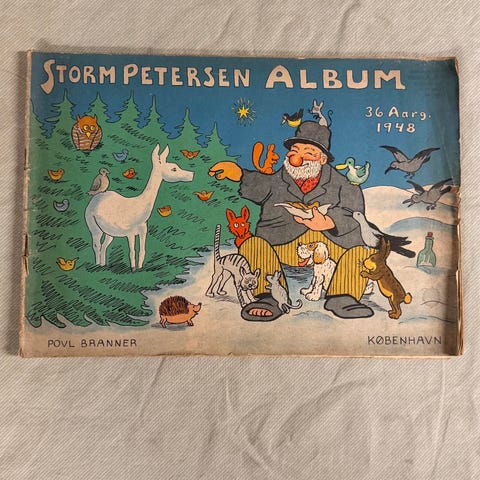 STORM PETERSEN ALBUM
36 Aarg.
1948
POVL BRANNER
KØBENHAVN